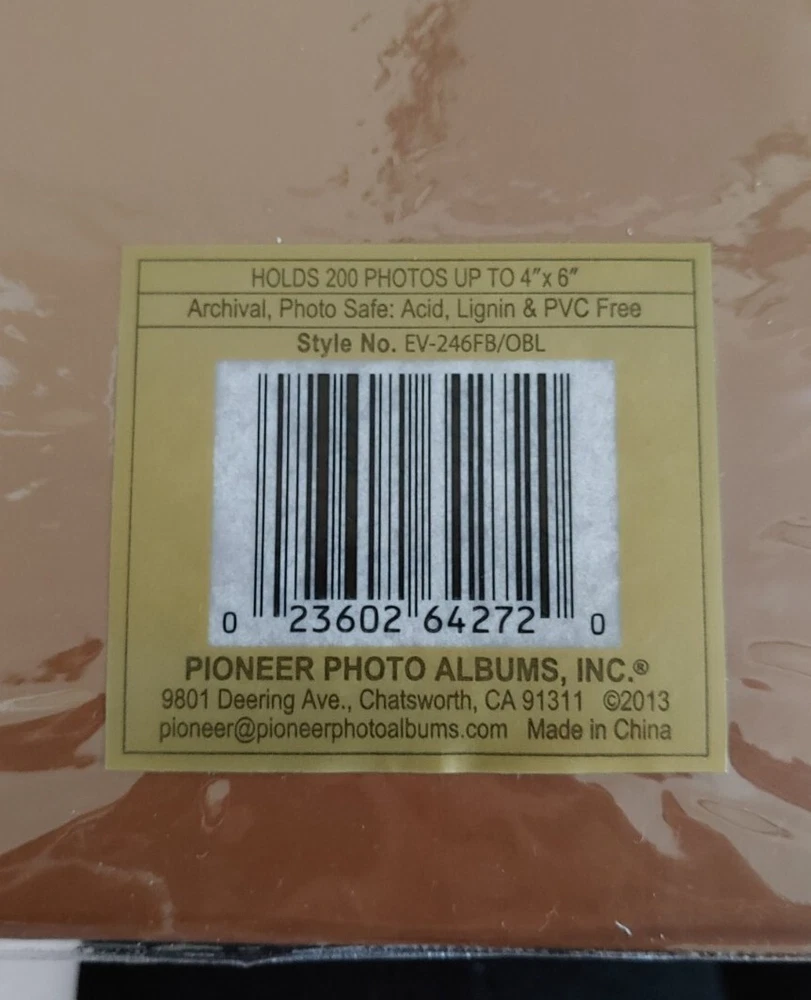 HOLDS 200 PHOTOS UP TO 4″x 6″
Archival, Photo Safe: Acid, Lignin & PVC Free
Style No. EV-246FB/OBL
0 23602 64272 0
PIONEER PHOTO ALBUMS, INC.®
9801 Deering Ave., Chatsworth, CA 91311 ©2013
pioneer@pioneerphotoalbums.com Made in China